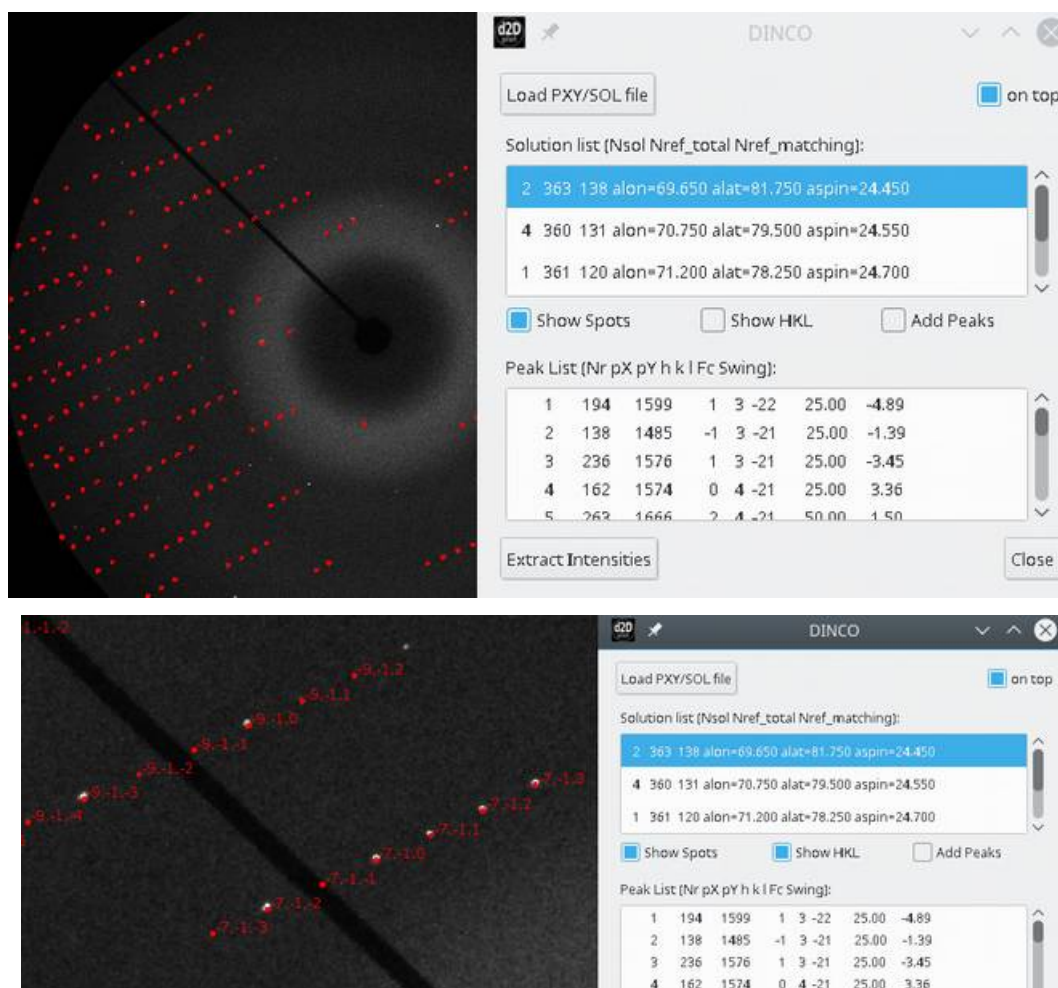 d2D DINCO
Load PXY/SOL file on top
Solution list (Nsol Nref_total Nref_matching):
2 363 138 alon=69.650 alat=81.750 aspin=24.450
4 360 131 alon=70.750 alat=79.500 aspin=24.550
1 361 120 alon=71.200 alat=78.250 aspin=24.700
Show Spots Show HKL Add Peaks
Peak List (Nr pX pY h k l Fc Swing):
1 194 1599 1 3 -22 25.00 -4.89
2 138 1485 -1 3 -21 25.00 -1.39
3 236 1576 1 3 -21 25.00 -3.45
4 162 1574 0 4 -21 25.00 3.36
5 263 1666 2 4 -21 50.00 1.50
Extract Intensities Close
d2D DINCO
-9,-1,2
-9,-1,1
-9,-1,0
-9,-1,-1
-9,-1,-2
-9,-1,-3
-9,-1,-4
-7,-1,3
-7,-1,2
-7,-1,1
-7,-1,0
-7,-1,-1
-7,-1,-2
-7,-1,-3
Load PXY/SOL file on top
Solution list (Nsol Nref_total Nref_matching):
2 363 138 alon=69.650 alat=81.750 aspin=24.450
4 360 131 alon=70.750 alat=79.500 aspin=24.550
1 361 120 alon=71.200 alat=78.250 aspin=24.700
Show Spots Show HKL Add Peaks
Peak List (Nr pX pY h k l Fc Swing):
1 194 1599 1 3 -22 25.00 -4.89
2 138 1485 -1 3 -21 25.00 -1.39
3 236 1576 1 3 -21 25.00 -3.45
4 162 1574 0 4 -21 25.00 3.36